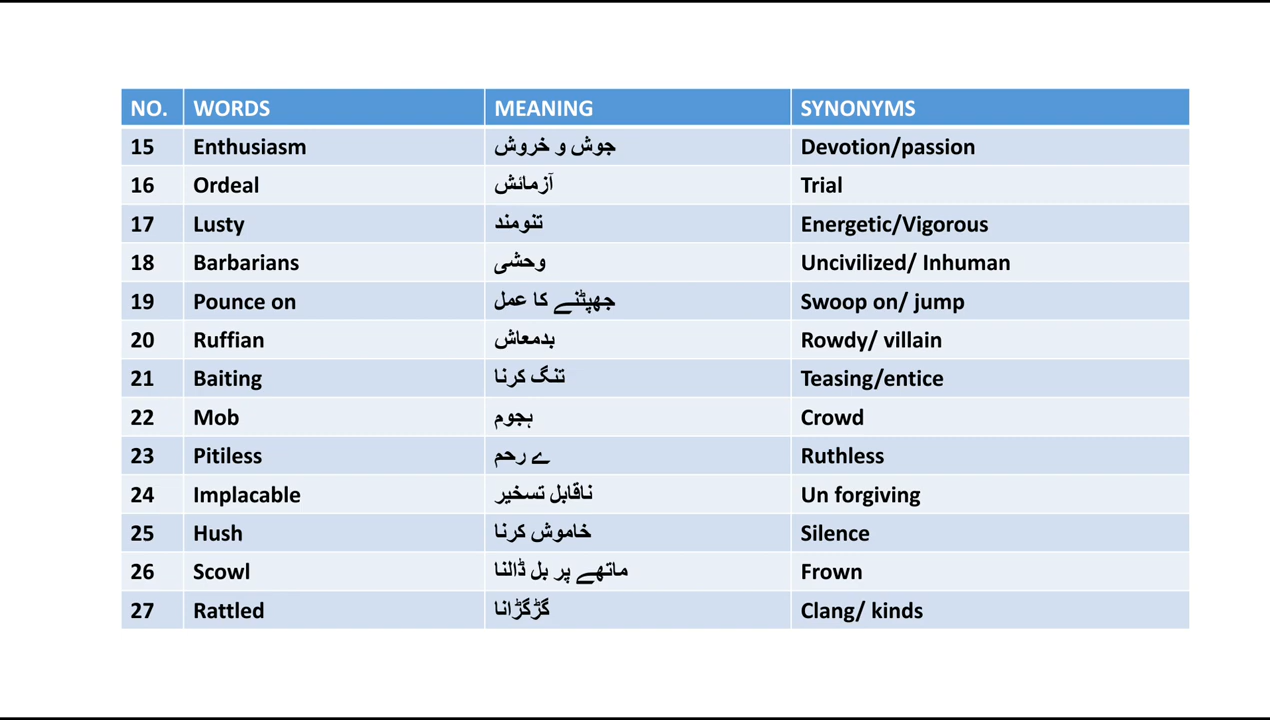 NO. WORDS MEANING SYNONYMS
15 Enthusiasm جوش و خروش Devotion/passion
16 Ordeal آزمائش Trial
17 Lusty تنومند Energetic/Vigorous
18 Barbarians وحشی Uncivilized/ Inhuman
19 Pounce on جھپٹنے کا عمل Swoop on/ jump
20 Ruffian بدمعاش Rowdy/ villain
21 Baiting تنگ کرنا Teasing/entice
22 Mob ہجوم Crowd
23 Pitiless ے رحم Ruthless
24 Implacable ناقابل تسخیر Un forgiving
25 Hush خاموش کرنا Silence
26 Scowl ماتھے پر بل ڈالنا Frown
27 Rattled گڑگڑانا Clang/ kinds